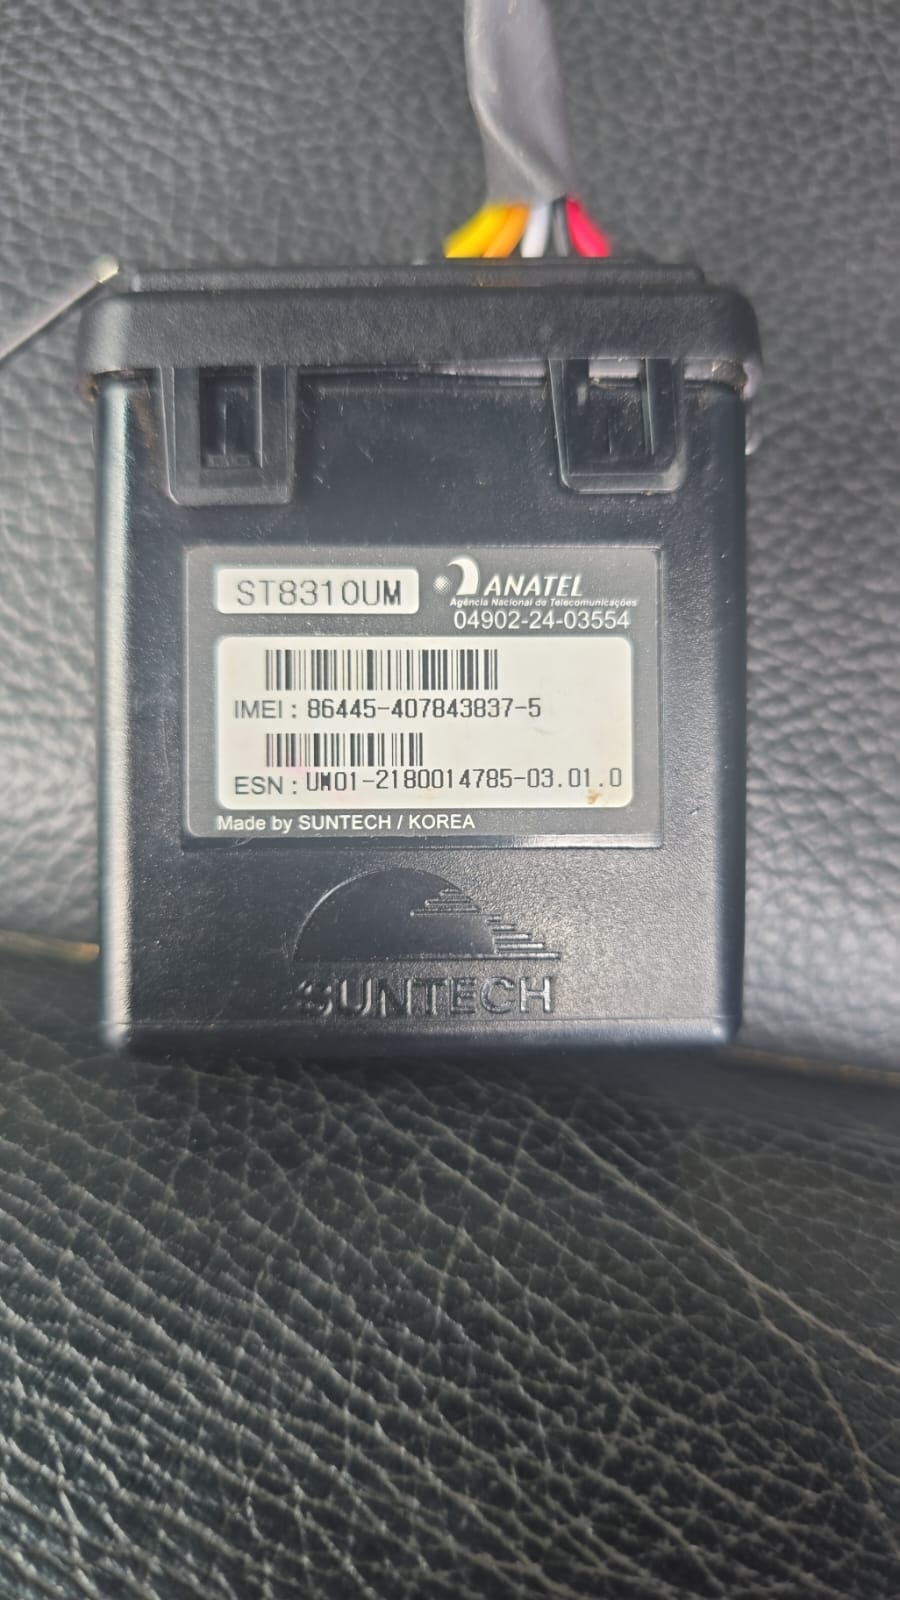 ST8310UM
ANATEL
Agência Nacional de Telecomunicações
04902-24-03554
IMEI : 86445-407843837-5
ESN : UM01-2180014785-03.01.0
Made by SUNTECH / KOREA
SUNTECH